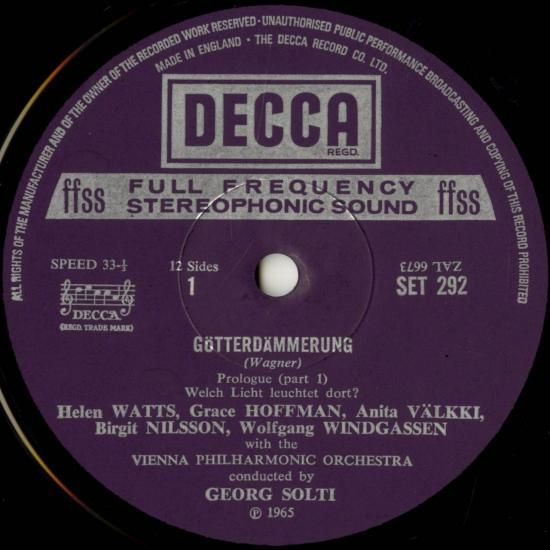 ALL RIGHTS OF THE MANUFACTURER AND OF THE OWNER OF THE RECORDED WORK RESERVED · UNAUTHORISED PUBLIC PERFORMANCE BROADCASTING AND COPYING OF THIS RECORD PROHIBITED
MADE IN ENGLAND · THE DECCA RECORD CO. LTD.
DECCA
REGD.
ffss FULL FREQUENCY STEREOPHONIC SOUND ffss
SPEED 33-⅓
12 Sides
ZAL 6673
1
SET 292
DECCA
(REGD. TRADE MARK)
GÖTTERDÄMMERUNG
(Wagner)
Prologue (part 1)
Welch Licht leuchtet dort?
Helen WATTS, Grace HOFFMAN, Anita VÄLKKI,
Birgit NILSSON, Wolfgang WINDGASSEN
with the
VIENNA PHILHARMONIC ORCHESTRA
conducted by
GEORG SOLTI
℗ 1965